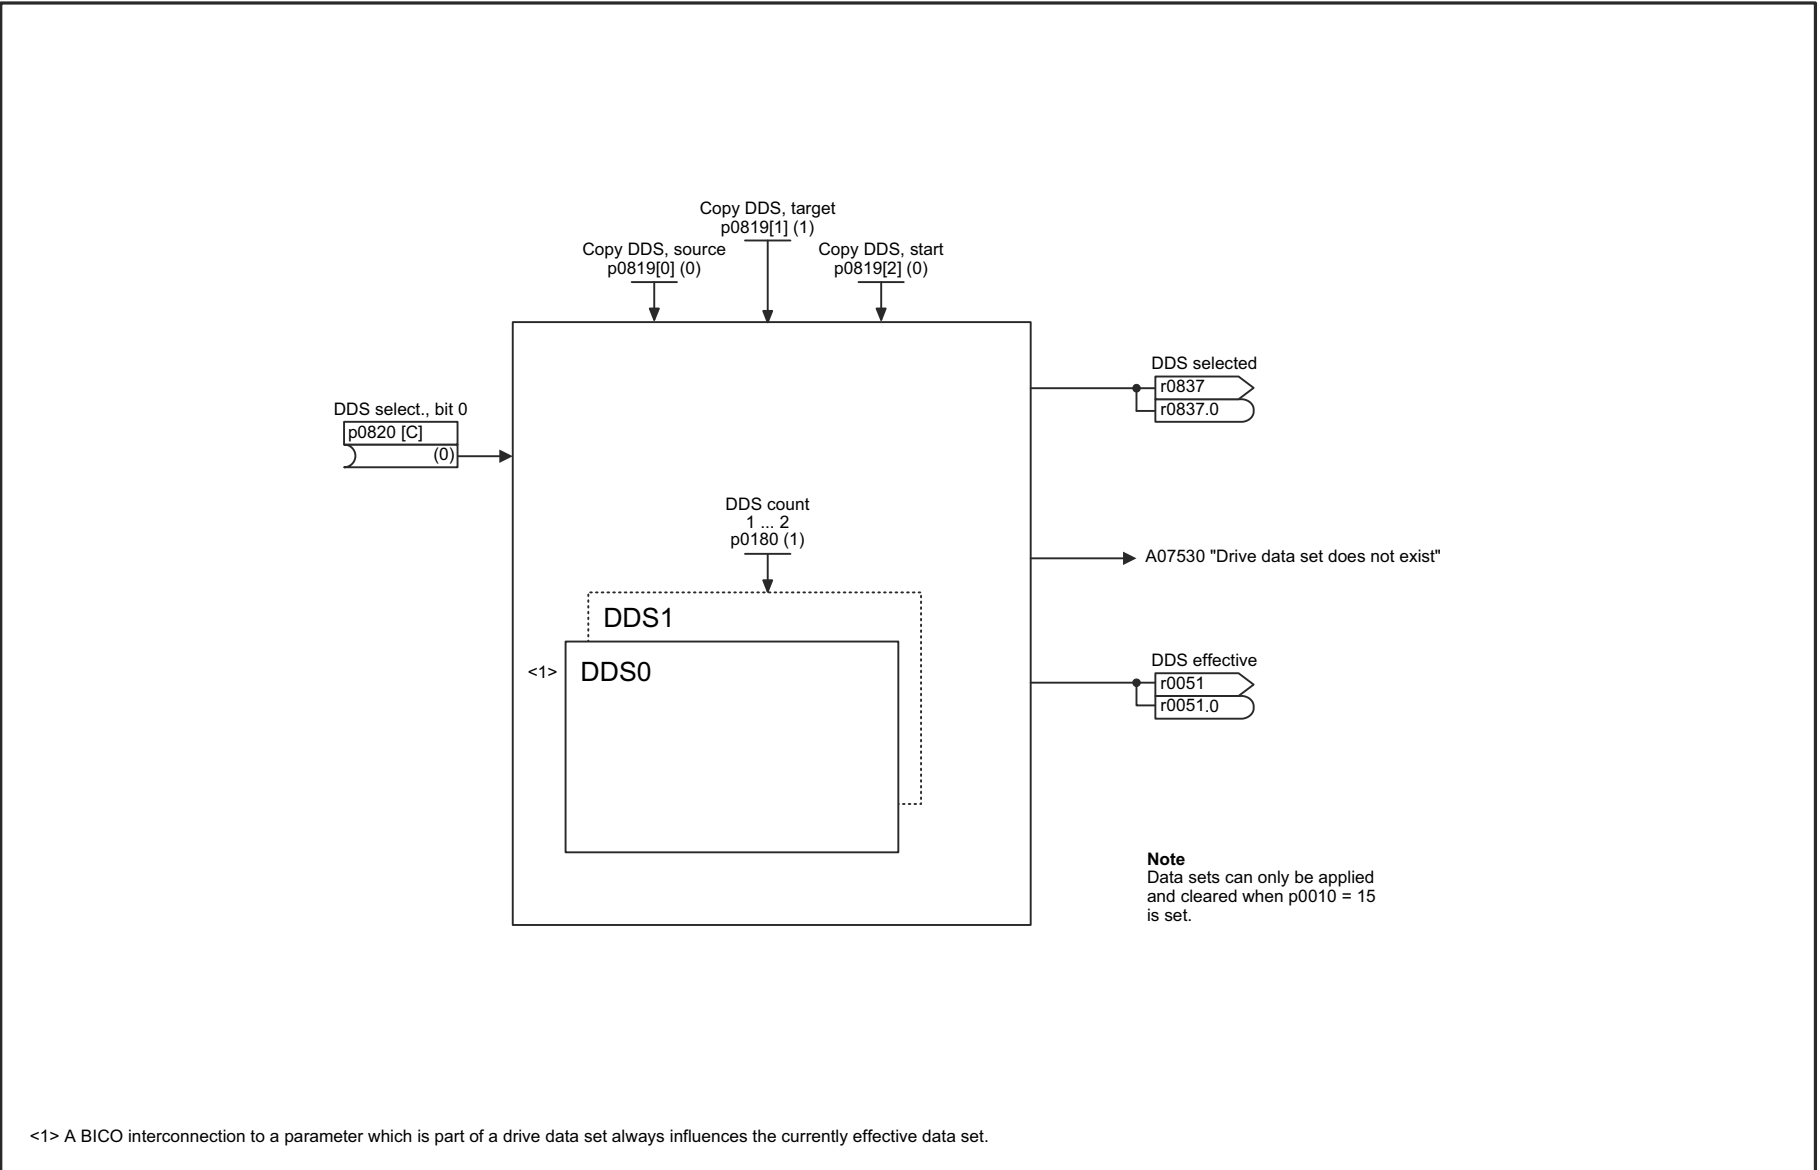 Copy DDS, target
p0819[1] (1)
Copy DDS, source
p0819[0] (0)
Copy DDS, start
p0819[2] (0)
DDS selected
r0837
r0837.0
DDS select., bit 0
p0820 [C]
(0)
DDS count
1 ... 2
p0180 (1)
A07530 "Drive data set does not exist"
DDS1
<1>
DDS0
DDS effective
r0051
r0051.0
Note
Data sets can only be applied
and cleared when p0010 = 15
is set.
<1> A BICO interconnection to a parameter which is part of a drive data set always influences the currently effective data set.